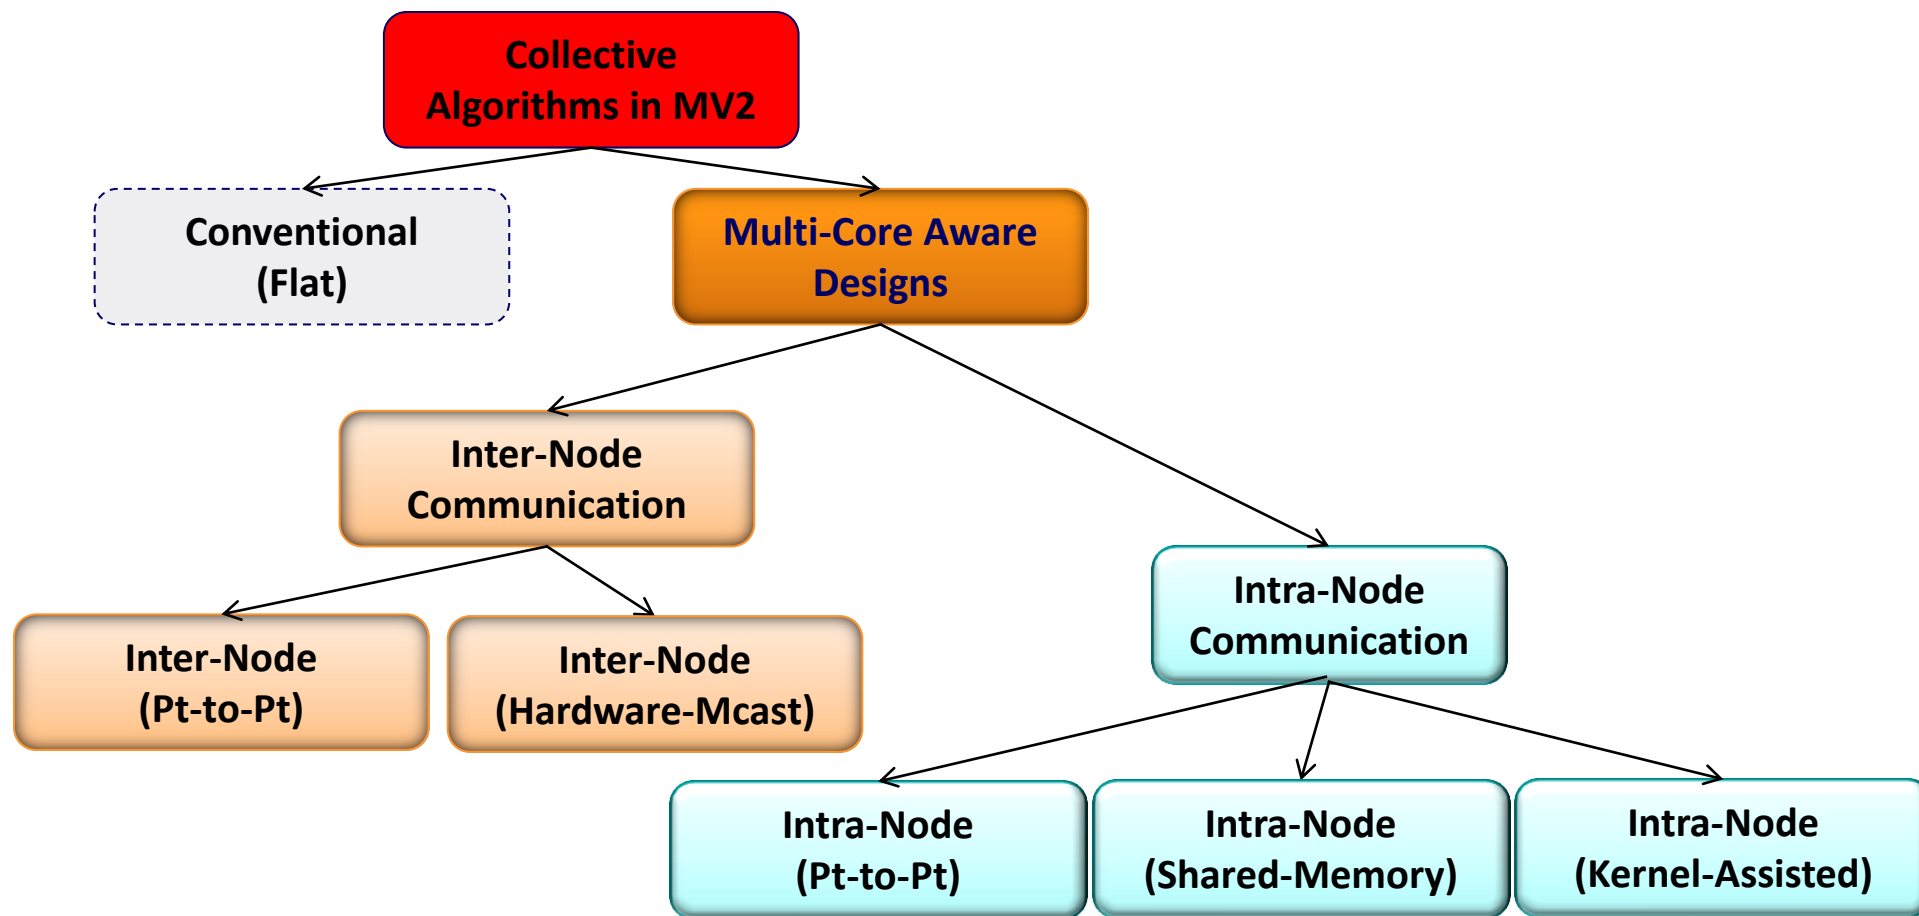 Collective
Algorithms in MV2
Conventional
(Flat)
Multi-Core Aware
Designs
Inter-Node
Communication
Intra-Node
Communication
Inter-Node
(Pt-to-Pt)
Inter-Node
(Hardware-Mcast)
Intra-Node
(Pt-to-Pt)
Intra-Node
(Shared-Memory)
Intra-Node
(Kernel-Assisted)